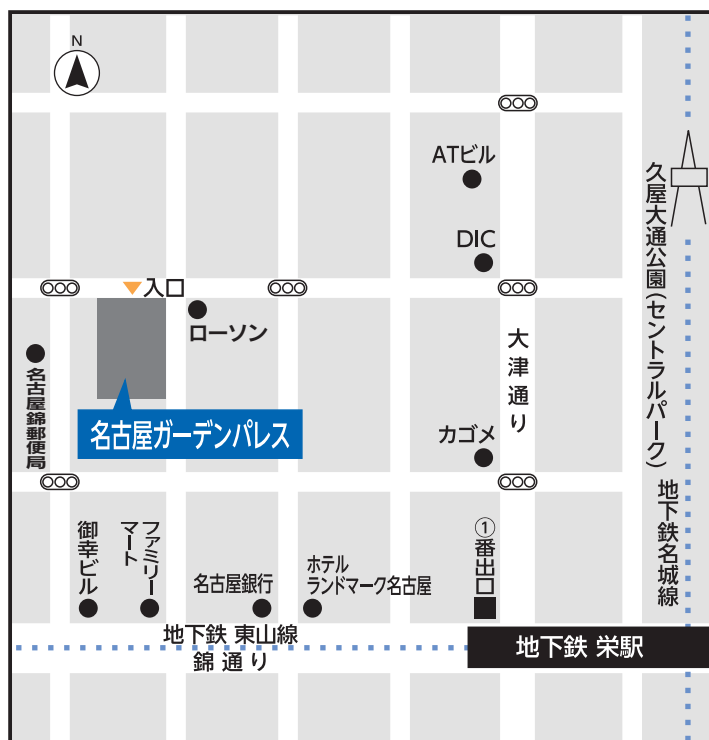 N
ATビル
DIC
久屋大通公園(セントラルパーク)
入口
ローソン
大津通り
名古屋錦郵便局
名古屋ガーデンパレス
カゴメ
地下鉄名城線
御幸ビル
ファミリー
マート
名古屋銀行
ホテル
ランドマーク名古屋
①番出口
地下鉄 東山線
錦通り
地下鉄 栄駅